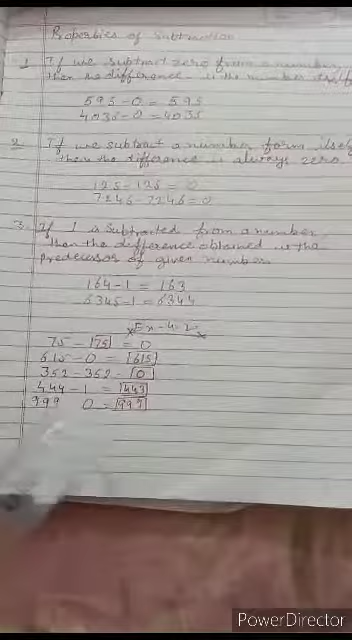 Properties of Subtraction
1 If we subtract zero from a number
then the difference is the number itself
595-0 = 595
4035-0 = 4035
2 If we subtract a number form itself
then the difference is always zero.
125-125 = 0
7246-7246 = 0
3. If 1 is subtracted from a number
then the difference obtained is the
predecessor of given number.
164-1 = 163
6345-1 = 6344
Ex-4.2
75 - 75 = 0
615-0 = 615
352-352 - 0
444-1 = 443
999 0 = 999
PowerDirector